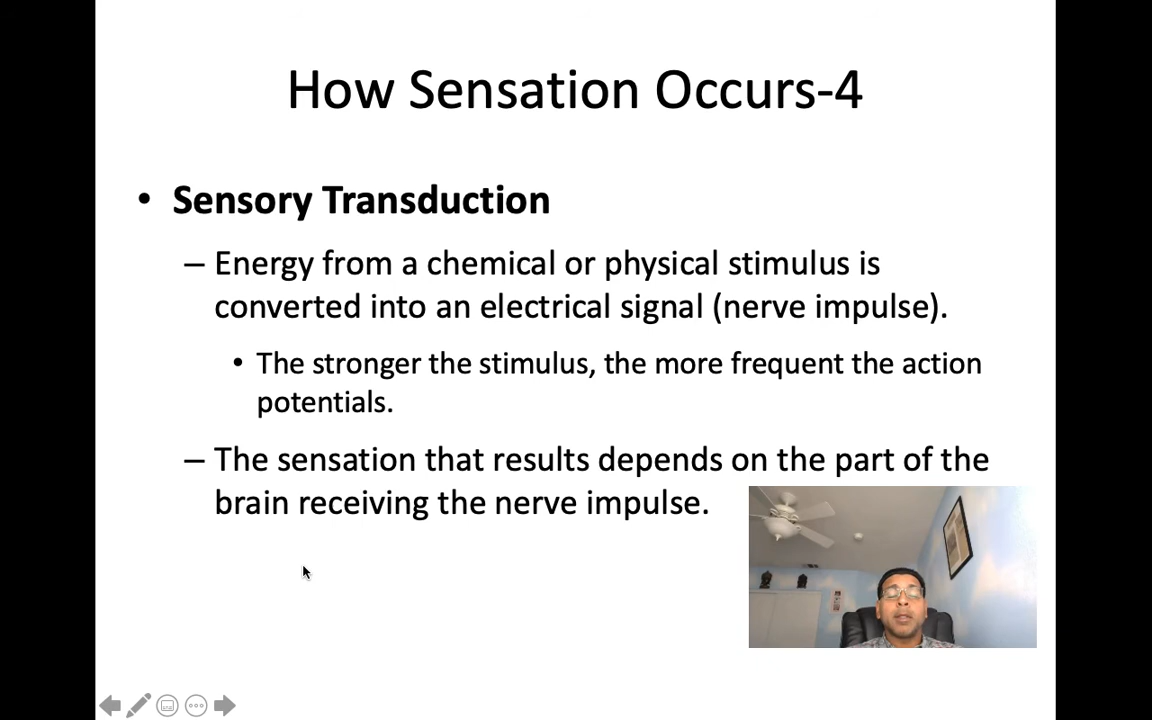 How Sensation Occurs-4
• Sensory Transduction
– Energy from a chemical or physical stimulus is
converted into an electrical signal (nerve impulse).
• The stronger the stimulus, the more frequent the action
potentials.
– The sensation that results depends on the part of the
brain receiving the nerve impulse.